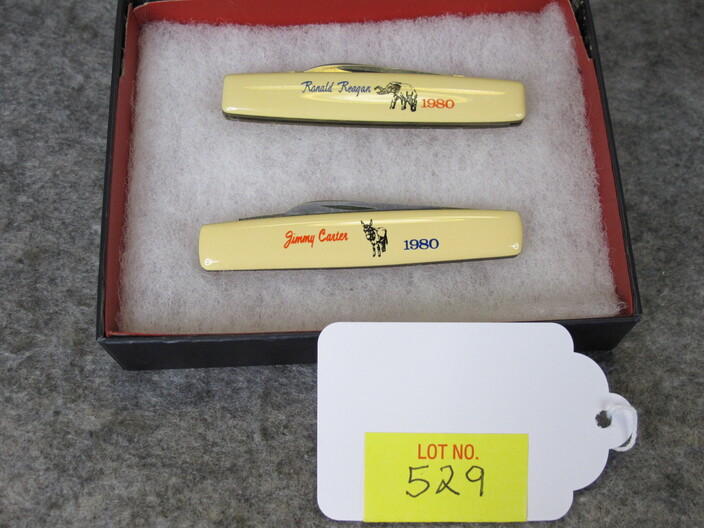 Ronald Reagan 1980
Jimmy Carter 1980
LOT NO.
529